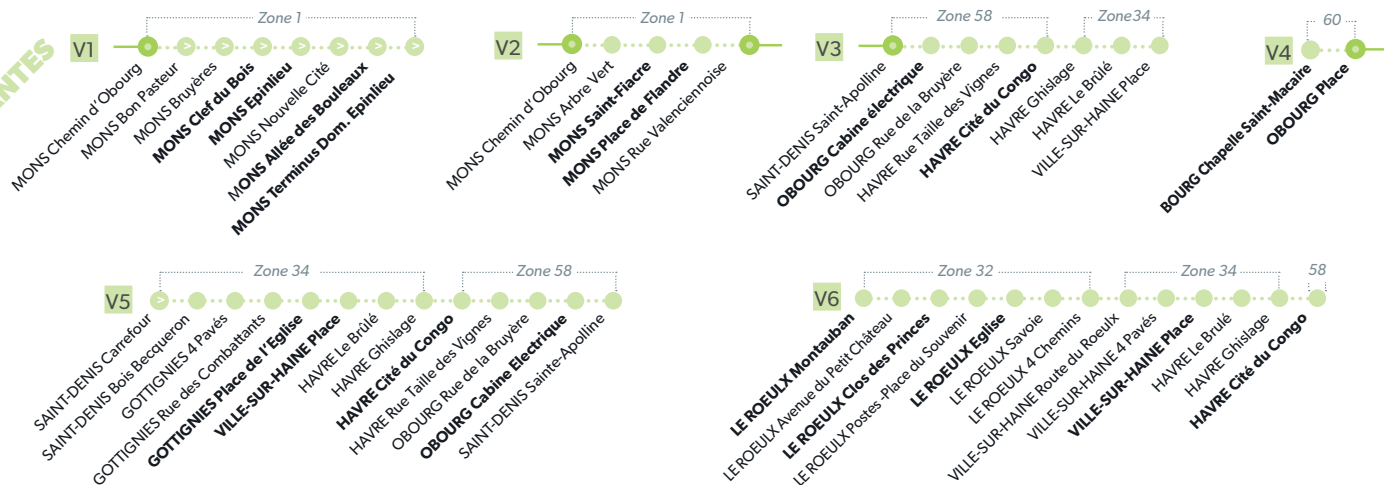 NTES
V1
Zone 1
MONS Chemin d'Obourg
MONS Bon Pasteur
MONS Bruyères
MONS Clef du Bois
MONS Epinlieu
MONS Nouvelle Cité
MONS Allée des Bouleaux
MONS Terminus Dom. Epinlieu
V2
Zone 1
MONS Chemin d'Obourg
MONS Arbre Vert
MONS Saint-Fiacre
MONS Place de Flandre
MONS Rue Valenciennoise
V3
Zone 58
Zone34
SAINT-DENIS Saint-Apolline
OBOURG Cabine électrique
OBOURG Rue de la Bruyère
HAVRE Rue Taille des Vignes
HAVRE Cité du Congo
HAVRE Ghislage
HAVRE Le Brûlé
VILLE-SUR-HAINE Place
V4
60
BOURG Chapelle Saint-Macaire
OBOURG Place
V5
Zone 34
Zone 58
SAINT-DENIS Carrefour
SAINT-DENIS Bois Becqueron
GOTTIGNIES 4 Pavés
GOTTIGNIES Rue des Combattants
GOTTIGNIES Place de l'Eglise
VILLE-SUR-HAINE Place
HAVRE Le Brûlé
HAVRE Ghislage
HAVRE Cité du Congo
HAVRE Rue Taille des Vignes
OBOURG Rue de la Bruyère
OBOURG Cabine Electrique
SAINT-DENIS Sainte-Apolline
V6
Zone 32
Zone 34
58
LE ROEULX Montauban
LE ROEULX Avenue du Petit Château
LE ROEULX Clos des Princes
LE ROEULX Postes -Place du Souvenir
LE ROEULX Eglise
LE ROEULX Savoie
LE ROEULX 4 Chemins
VILLE-SUR-HAINE Route du Roeulx
VILLE-SUR-HAINE 4 Pavés
VILLE-SUR-HAINE Place
HAVRE Le Brulé
HAVRE Ghislage
HAVRE Cité du Congo